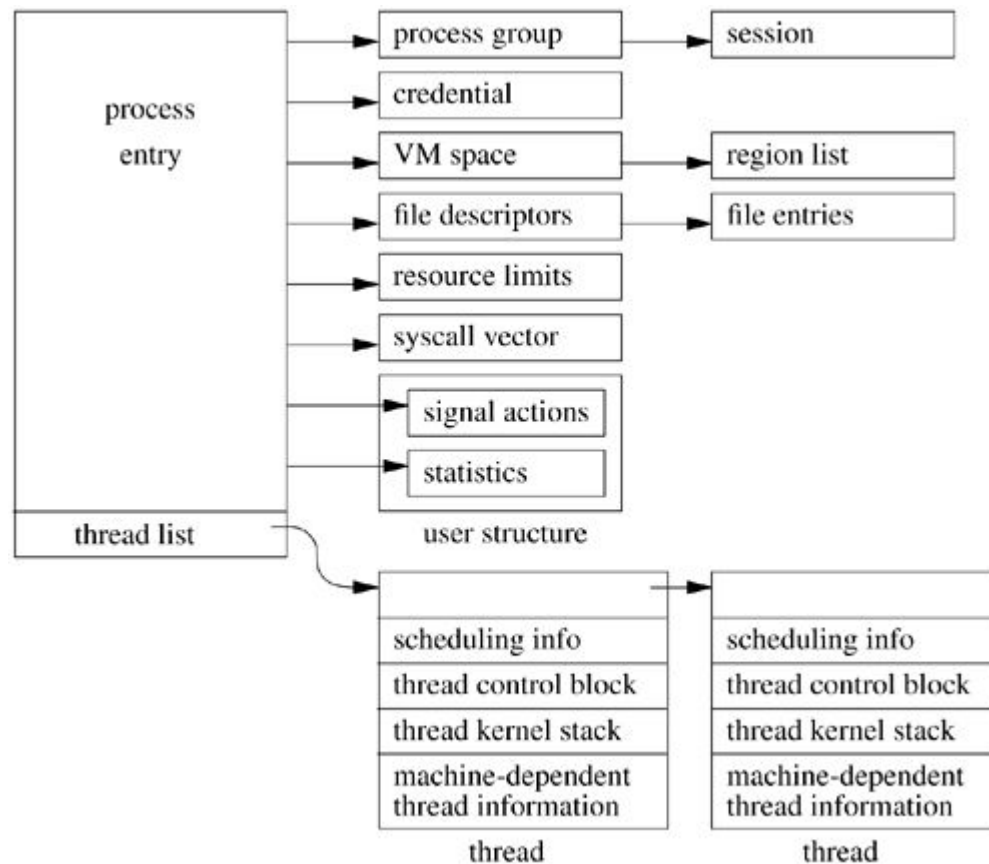 process group
session
process
entry
credential
VM space
region list
file descriptors
file entries
resource limits
syscall vector
signal actions
statistics
user structure
thread list
scheduling info
thread control block
thread kernel stack
machine-dependent
thread information
thread
scheduling info
thread control block
thread kernel stack
machine-dependent
thread information
thread